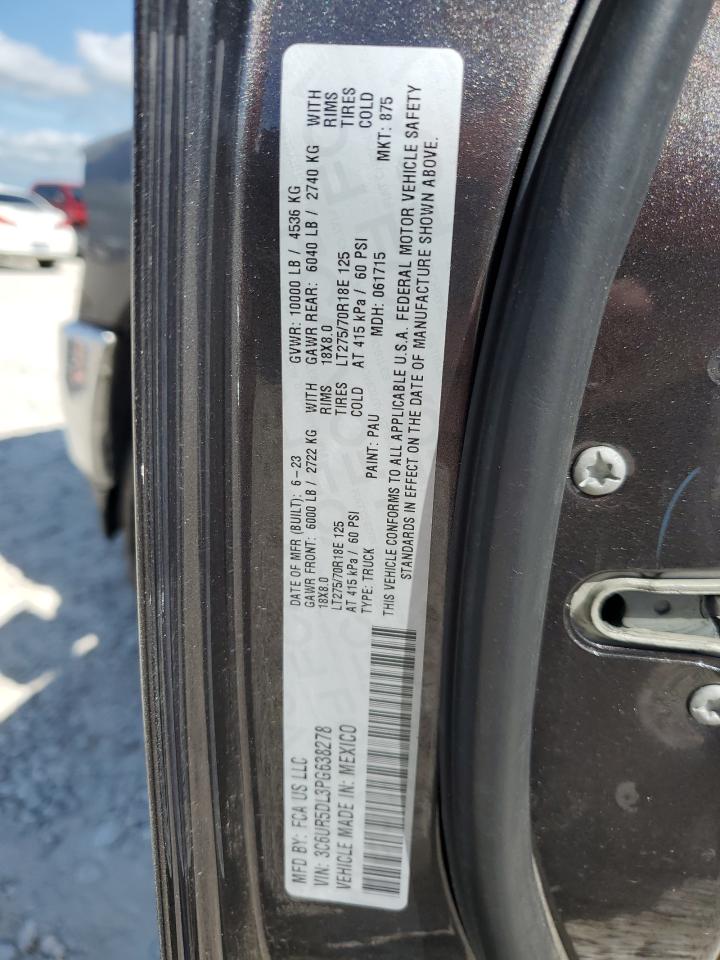 MFD BY: FCA US LLC
VIN: 3C6UR5DL3PG638278
VEHICLE MADE IN: MEXICO
DATE OF MFR (BUILT): 6-23 GVWR: 10000 LB / 4536 KG
GAWR FRONT: 6000 LB / 2722 KG WITH GAWR REAR: 6040 LB / 2740 KG WITH
18X8.0 RIMS 18X8.0 RIMS
LT275/70R18E 125 TIRES LT275/70R18E 125 TIRES
AT 415 kPa / 60 PSI COLD AT 415 kPa / 60 PSI COLD
TYPE: TRUCK PAINT: PAU MDH: 061715 MKT: 875
THIS VEHICLE CONFORMS TO ALL APPLICABLE U.S.A. FEDERAL MOTOR VEHICLE SAFETY
STANDARDS IN EFFECT ON THE DATE OF MANUFACTURE SHOWN ABOVE.